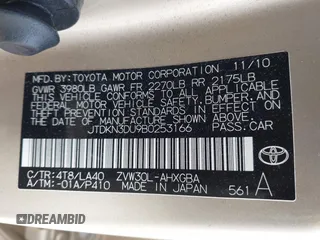 MFD. BY: TOYOTA MOTOR CORPORATION 11/10
GVWR 3980LB GAWR FR 2270LB RR 2175LB
THIS VEHICLE CONFORMS TO ALL APPLICABLE
FEDERAL MOTOR VEHICLE SAFETY, BUMPER, AND
THEFT PREVENTION STANDARDS IN EFFECT ON
THE DATE OF MANUFACTURE SHOWN ABOVE.
JTDKN3DU9B0253166 PASS.CAR
C/TR: 4T8/LA40 ZVW30L-AHXGBA
A/TM: -01A/P410 MADE IN JAPAN 561 A
TOYOTA
DREAMBID